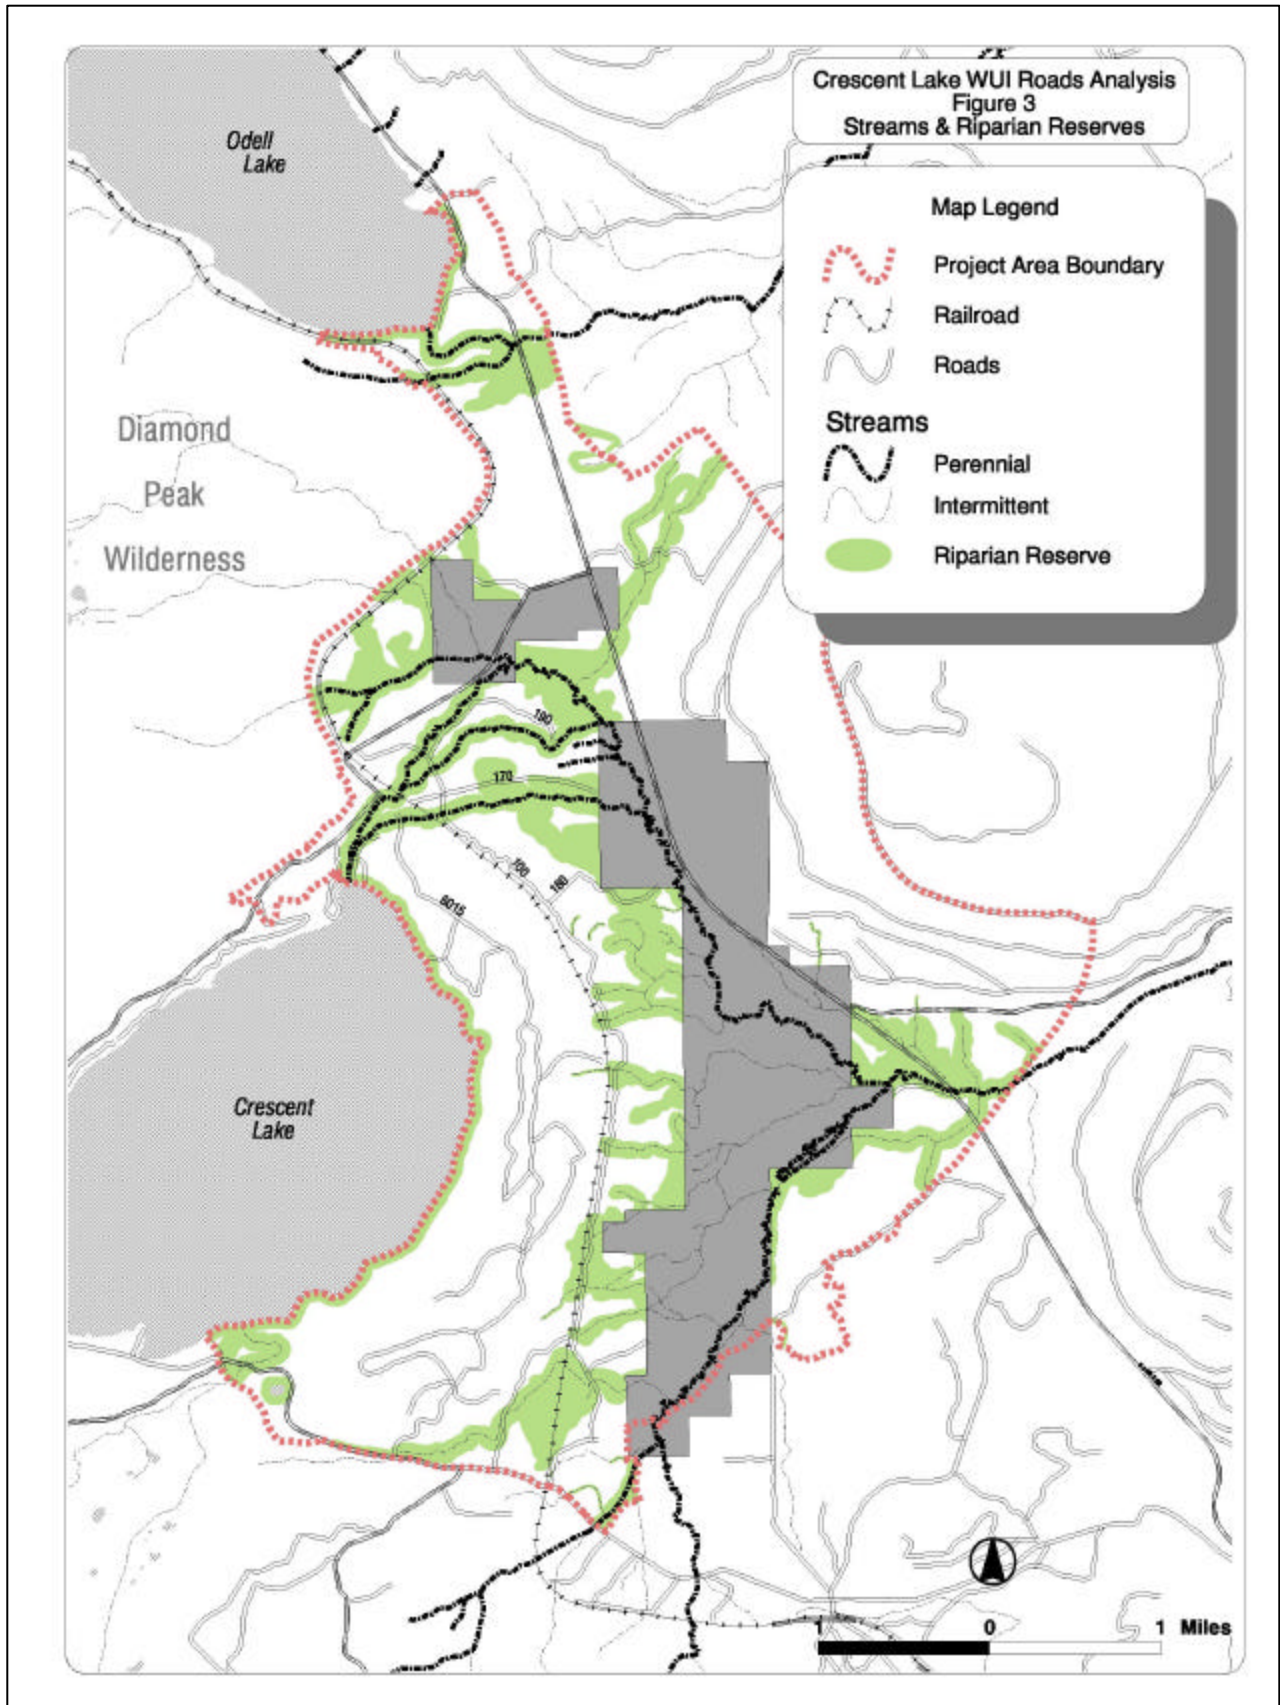 Crescent Lake WUI Roads Analysis
Figure 3
Streams & Riparian Reserves
Odell
Lake
Map Legend
Project Area Boundary
Railroad
Roads
Streams
Perennial
Intermittent
Riparian Reserve
Diamond
Peak
Wilderness
190
170
100
180
6015
Crescent
Lake
1 0 1 Miles